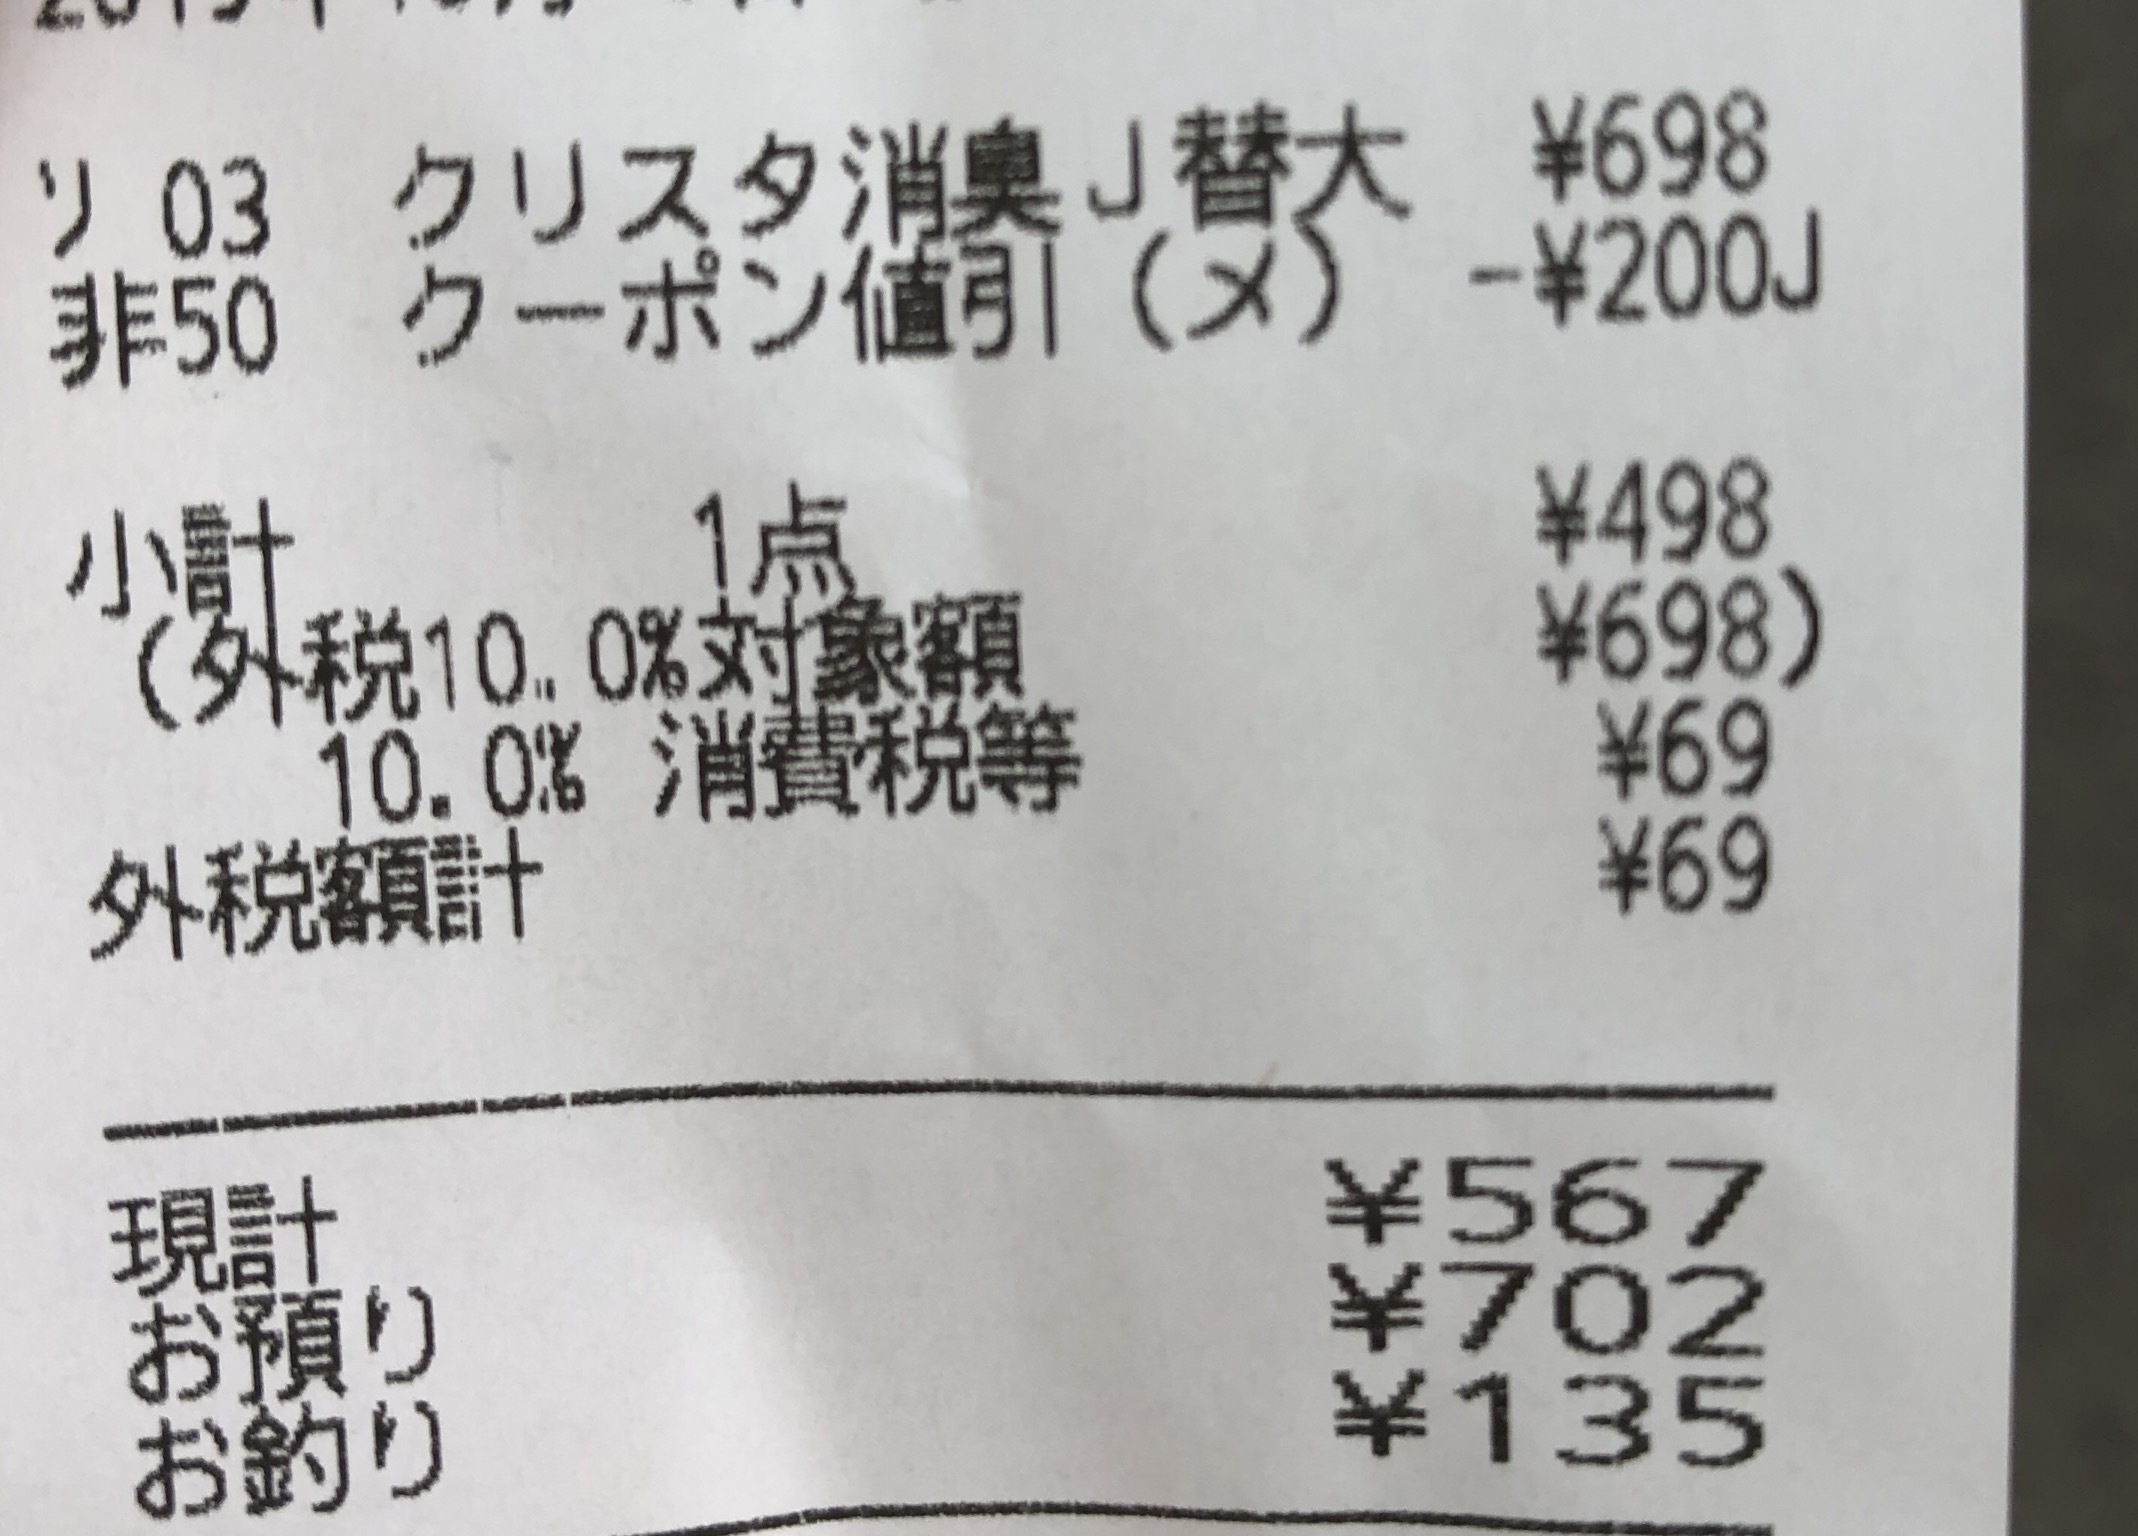 ソ 03 クリスタ消臭J替大 ¥698
非50 クーポン値引(メ) -¥200J
小計 1点 ¥498
(外税10.0%対象額 ¥698)
10.0% 消費税等 ¥69
外税額計 ¥69
現計 ¥567
お預り ¥702
お釣り ¥135